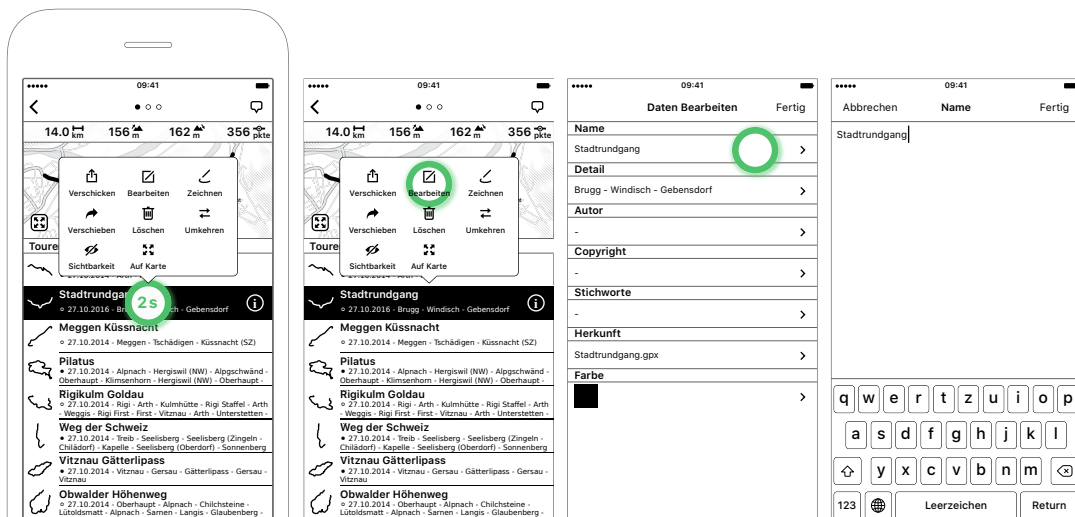 09:41
14.0 km 156 m 162 m 356 pkte
Verschicken Bearbeiten Zeichnen
Verschieben Löschen Umkehren
Sichtbarkeit Auf Karte
Toure
Stadtrundga
27.10.2016 - Br ch - Gebensdorf
2s
Meggen Küssnacht
27.10.2014 - Meggen - Tschädigen - Küssnacht (SZ)
Pilatus
27.10.2014 - Alpnach - Hergiswil (NW) - Alpgschwänd -
Oberhaupt - Klimsenhorn - Hergiswil (NW) - Oberhaupt -
Rigikulm Goldau
27.10.2014 - Rigi - Arth - Kulmhütte - Rigi Staffel - Arth
- Weggis - Rigi First - First - Vitznau - Arth - Unterstetten -
Weg der Schweiz
27.10.2014 - Treib - Seelisberg - Seelisberg (Zingeln -
Chilädorf) - Kapelle - Seelisberg (Oberdorf) - Sonnenberg
Vitznau Gätterlipass
27.10.2014 - Vitznau - Gersau - Gätterlipass - Gersau -
Vitznau
Obwalder Höhenweg
27.10.2014 - Oberhaupt - Alpnach - Chilchsteine -
Lütoldsmatt - Alpnach - Sarnen - Langis - Glaubenberg -
09:41
14.0 km 156 m 162 m 356 pkte
Verschicken Bearbeiten Zeichnen
Verschieben Löschen Umkehren
Sichtbarkeit Auf Karte
Toure
Stadtrundgang
27.10.2016 - Brugg - Windisch - Gebensdorf
Meggen Küssnacht
27.10.2014 - Meggen - Tschädigen - Küssnacht (SZ)
Pilatus
27.10.2014 - Alpnach - Hergiswil (NW) - Alpgschwänd -
Oberhaupt - Klimsenhorn - Hergiswil (NW) - Oberhaupt -
Rigikulm Goldau
27.10.2014 - Rigi - Arth - Kulmhütte - Rigi Staffel - Arth
- Weggis - Rigi First - First - Vitznau - Arth - Unterstetten -
Weg der Schweiz
27.10.2014 - Treib - Seelisberg - Seelisberg (Zingeln -
Chilädorf) - Kapelle - Seelisberg (Oberdorf) - Sonnenberg
Vitznau Gätterlipass
27.10.2014 - Vitznau - Gersau - Gätterlipass - Gersau -
Vitznau
Obwalder Höhenweg
27.10.2014 - Oberhaupt - Alpnach - Chilchsteine -
Lütoldsmatt - Alpnach - Sarnen - Langis - Glaubenberg -
09:41
Daten Bearbeiten Fertig
Name
Stadtrundgang
Detail
Brugg - Windisch - Gebensdorf
Autor
-
Copyright
-
Stichworte
-
Herkunft
Stadtrundgang.gpx
Farbe
09:41
Abbrechen Name Fertig
Stadtrundgang
q w e r t z u i o p
a s d f g h j k l
y x c v b n m
123 Leerzeichen Return